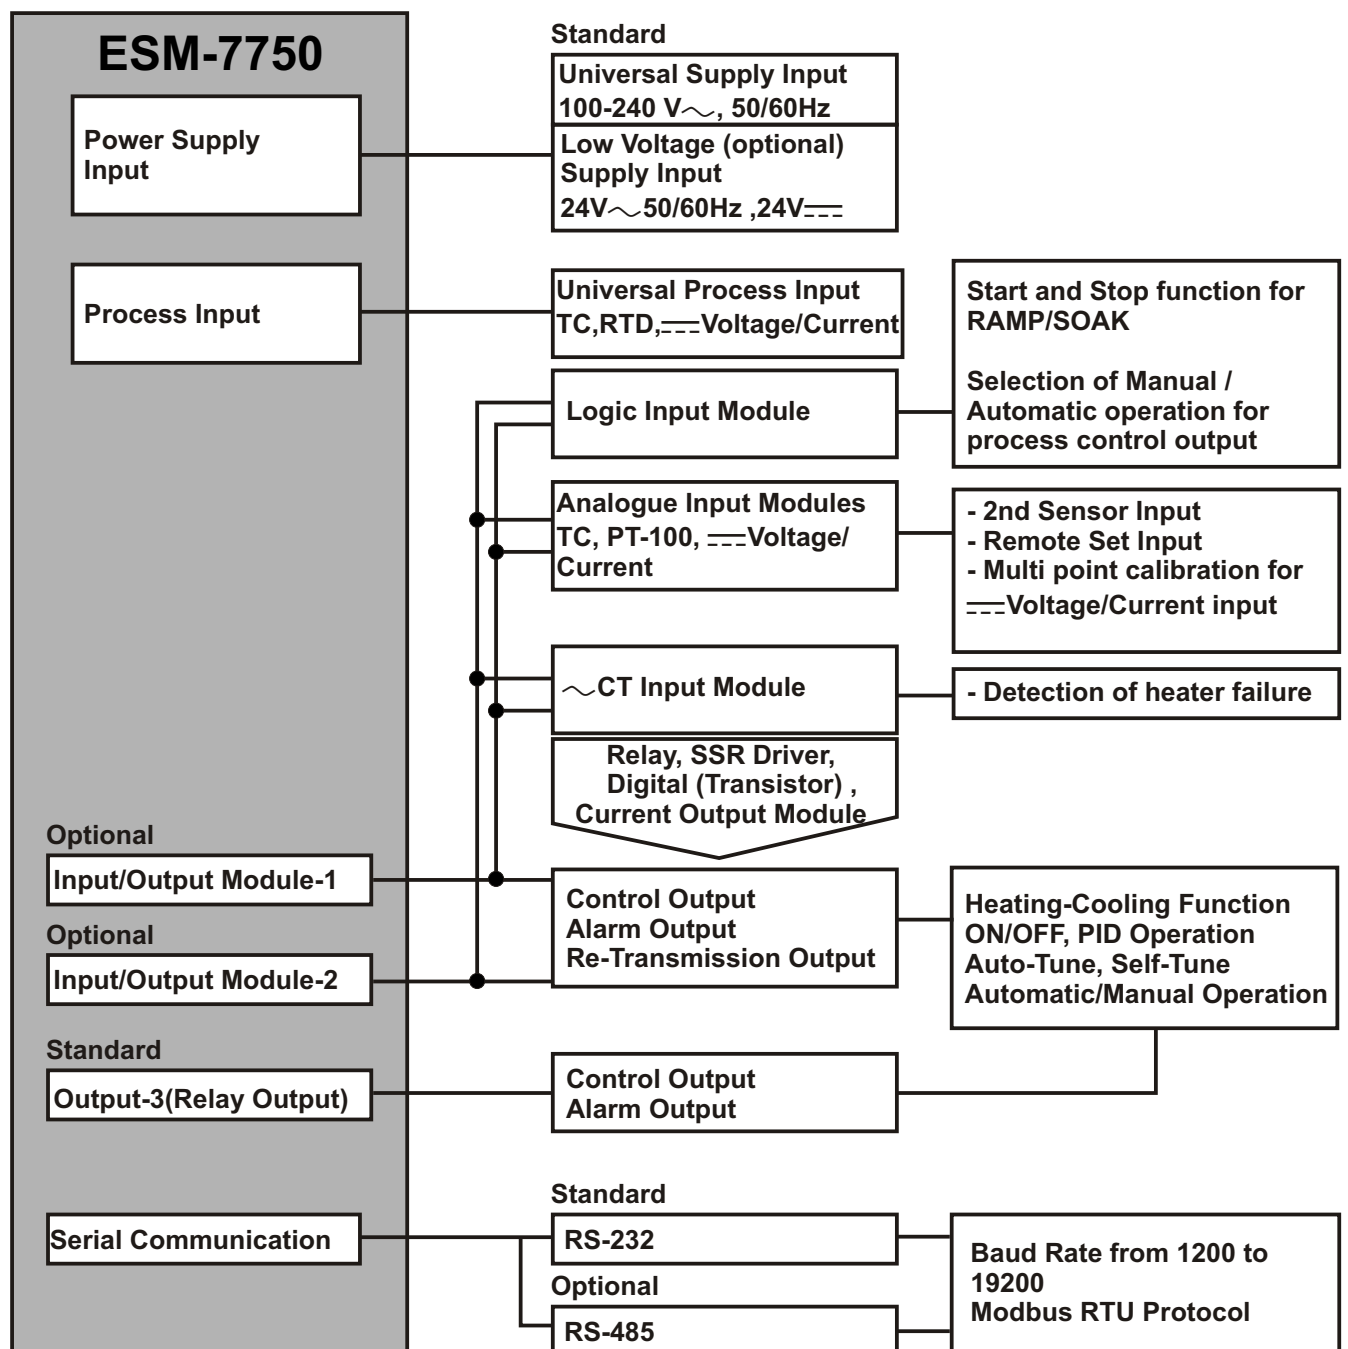 ESM-7750
Standard
Universal Supply Input
100-240 V～, 50/60Hz
Power Supply
Input
Low Voltage (optional)
Supply Input
24V～50/60Hz ,24V⎓
Process Input
Universal Process Input
TC,RTD,⎓Voltage/Current
Start and Stop function for
RAMP/SOAK
Selection of Manual /
Automatic operation for
process control output
Logic Input Module
Analogue Input Modules
TC, PT-100, ⎓Voltage/
Current
- 2nd Sensor Input
- Remote Set Input
- Multi point calibration for
⎓Voltage/Current input
～CT Input Module
- Detection of heater failure
Relay, SSR Driver,
Digital (Transistor) ,
Current Output Module
Optional
Input/Output Module-1
Optional
Input/Output Module-2
Control Output
Alarm Output
Re-Transmission Output
Heating-Cooling Function
ON/OFF, PID Operation
Auto-Tune, Self-Tune
Automatic/Manual Operation
Standard
Output-3(Relay Output)
Control Output
Alarm Output
Serial Communication
Standard
RS-232
Optional
RS-485
Baud Rate from 1200 to
19200
Modbus RTU Protocol